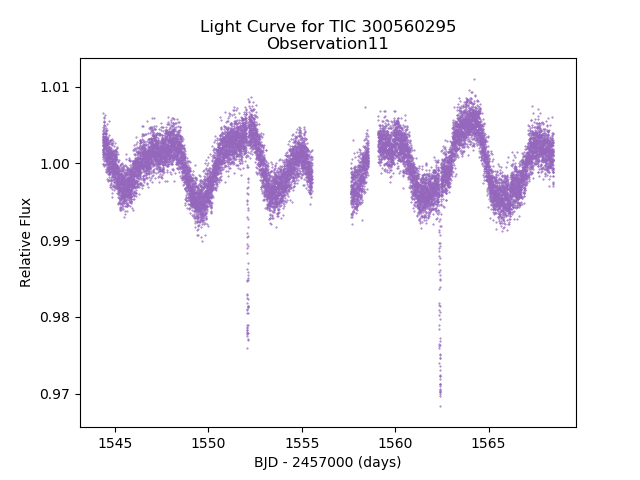 Light Curve for TIC 300560295
Observation11
1.01
1.00
0.99
0.98
0.97
Relative Flux
1545
1550
1555
1560
1565
BJD - 2457000 (days)